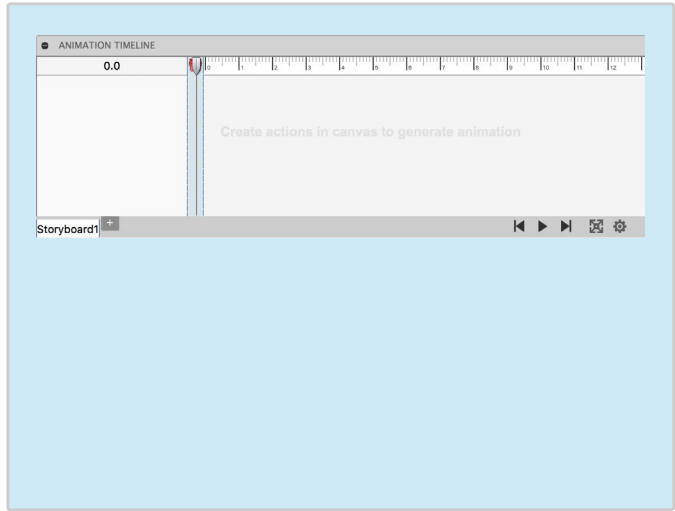 ANIMATION TIMELINE
0.0
0 1 2 3 4 5 6 7 8 9 10 11 12
Create actions in canvas to generate animation
Storyboard1 +